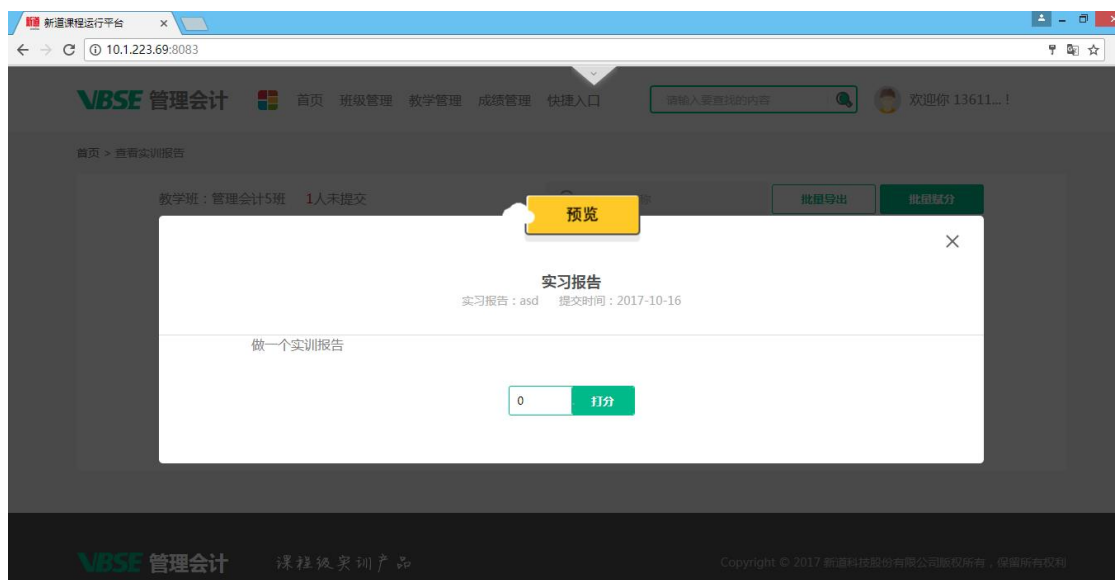 新道课程运行平台
10.1.223.69:8083
VBSE 管理会计 首页 班级管理 教学管理 成绩管理 快捷入口 请输入要查找的内容 欢迎你 13611...!
首页 > 查看实训报告
教学班：管理会计5班 1人未提交 批量导出 批量赋分
预览
实习报告
实习报告：asd 提交时间：2017-10-16
做一个实训报告
0 打分
VBSE 管理会计 课程级实训产品 Copyright © 2017 新道科技股份有限公司版权所有，保留所有权利